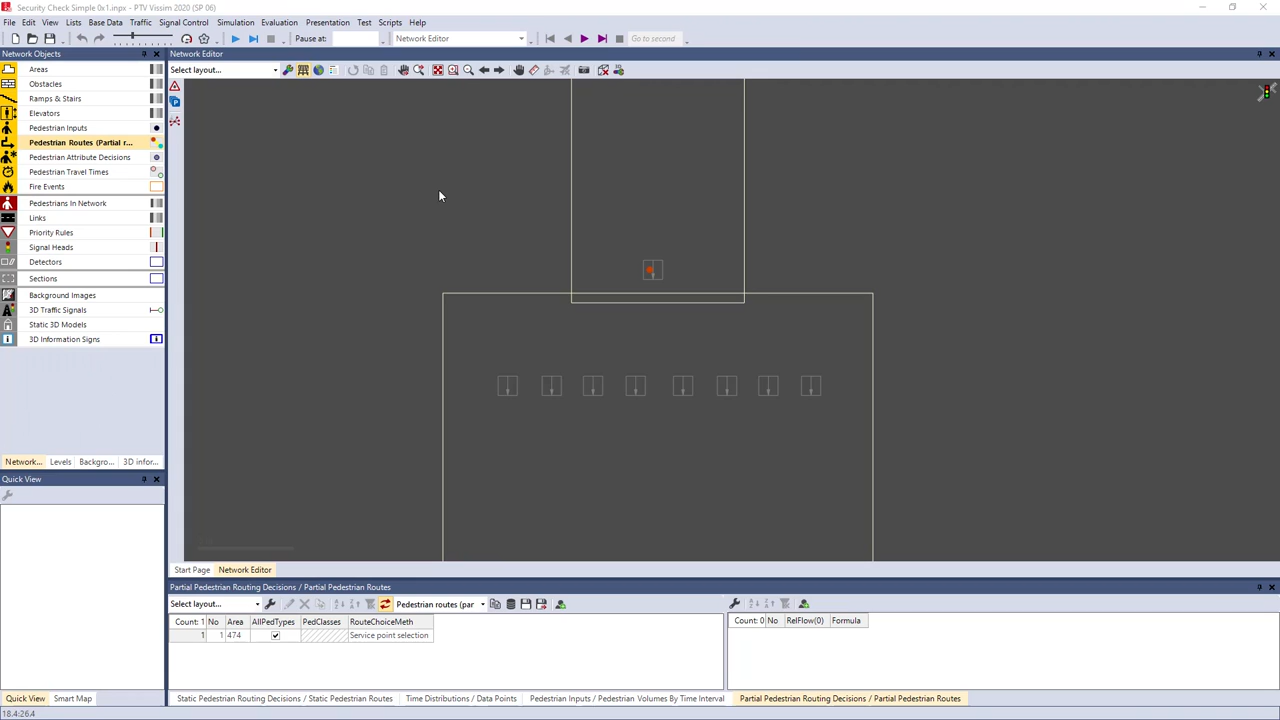 Security Check Simple 0x1.inpx - PTV Vissim 2020 (SP 06)
File Edit View Lists Base Data Traffic Signal Control Simulation Evaluation Presentation Test Scripts Help
Pause at: Network Editor Go to second
Network Objects
Network Editor
Select layout...
Areas
Obstacles
Ramps & Stairs
Elevators
Pedestrian Inputs
Pedestrian Routes (Partial r...
Pedestrian Attribute Decisions
Pedestrian Travel Times
Fire Events
Pedestrians In Network
Links
Priority Rules
Signal Heads
Detectors
Sections
Background Images
3D Traffic Signals
Static 3D Models
3D Information Signs
Network... Levels Backgro... 3D infor...
Quick View
Start Page Network Editor
Partial Pedestrian Routing Decisions / Partial Pedestrian Routes
Select layout... Pedestrian routes (par
Count: 1 No Area AllPedTypes PedClasses RouteChoiceMeth
1 1 474 Service point selection
Count: 0 No RelFlow(0) Formula
Quick View Smart Map
Static Pedestrian Routing Decisions / Static Pedestrian Routes Time Distributions / Data Points Pedestrian Inputs / Pedestrian Volumes By Time Interval Partial Pedestrian Routing Decisions / Partial Pedestrian Routes
18.4:26.4